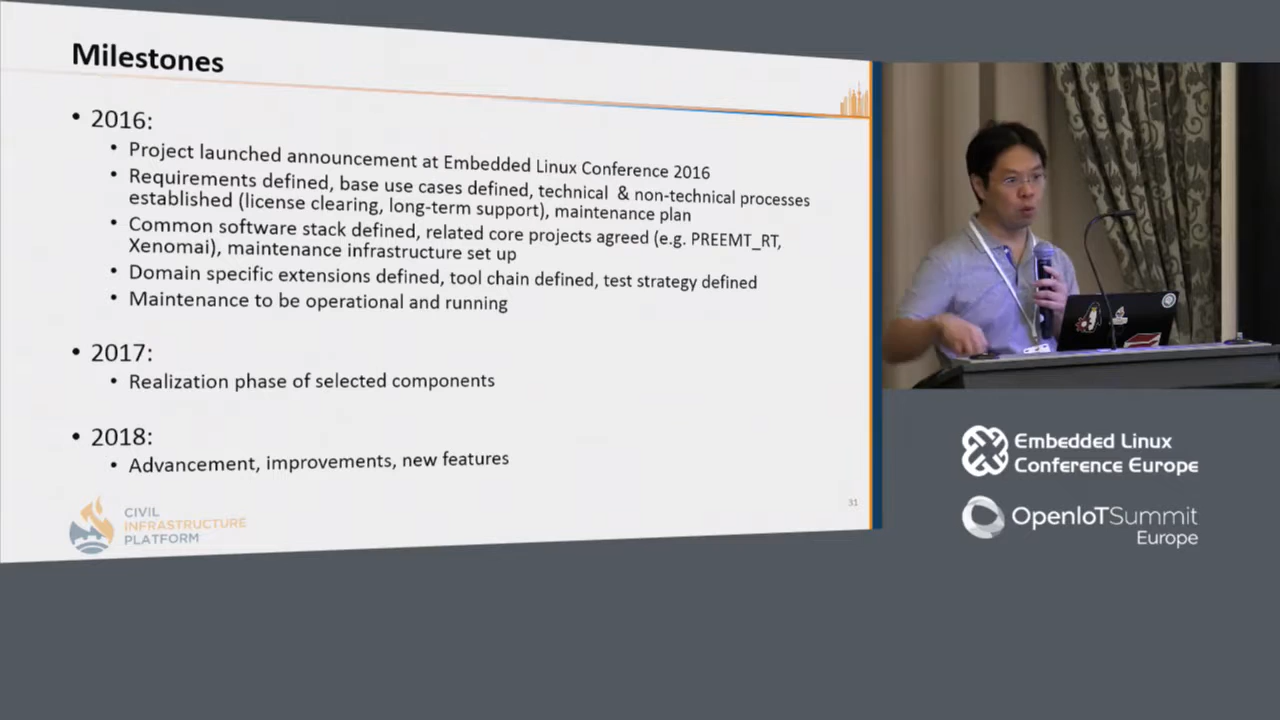 Milestones
• 2016:
• Project launched announcement at Embedded Linux Conference 2016
• Requirements defined, base use cases defined, technical & non-technical processes
established (license clearing, long-term support), maintenance plan
• Common software stack defined, related core projects agreed (e.g. PREEMT_RT,
Xenomai), maintenance infrastructure set up
• Domain specific extensions defined, tool chain defined, test strategy defined
• Maintenance to be operational and running
• 2017:
• Realization phase of selected components
• 2018:
• Advancement, improvements, new features
CIVIL
INFRASTRUCTURE
PLATFORM
31
Embedded Linux
Conference Europe
OpenIoTSummit
Europe